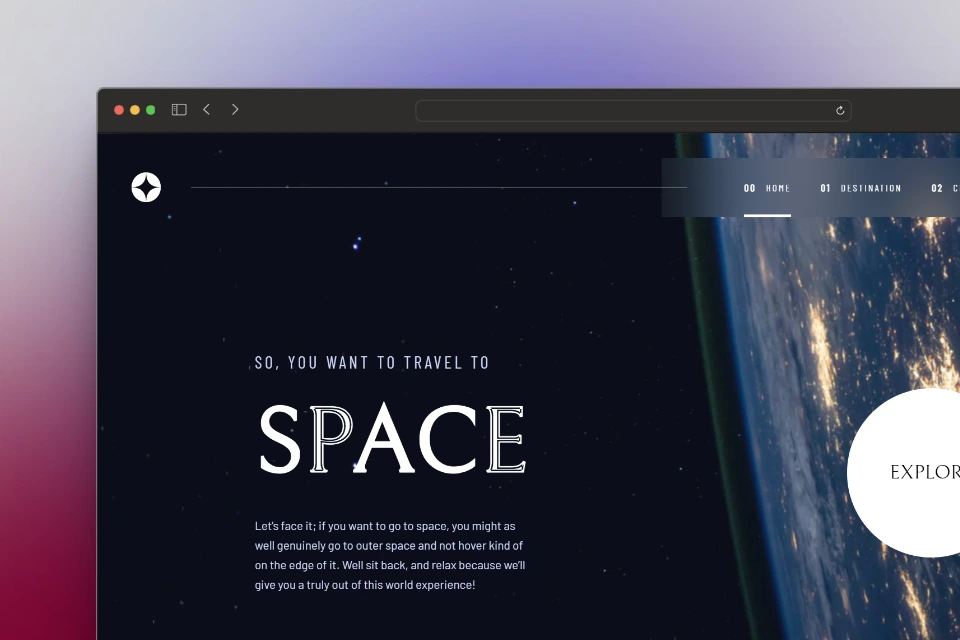 00 HOME 01 DESTINATION 02 C
SO, YOU WANT TO TRAVEL TO
SPACE
EXPLOR
Let's face it; if you want to go to space, you might as
well genuinely go to outer space and not hover kind of
on the edge of it. Well sit back, and relax because we'll
give you a truly out of this world experience!